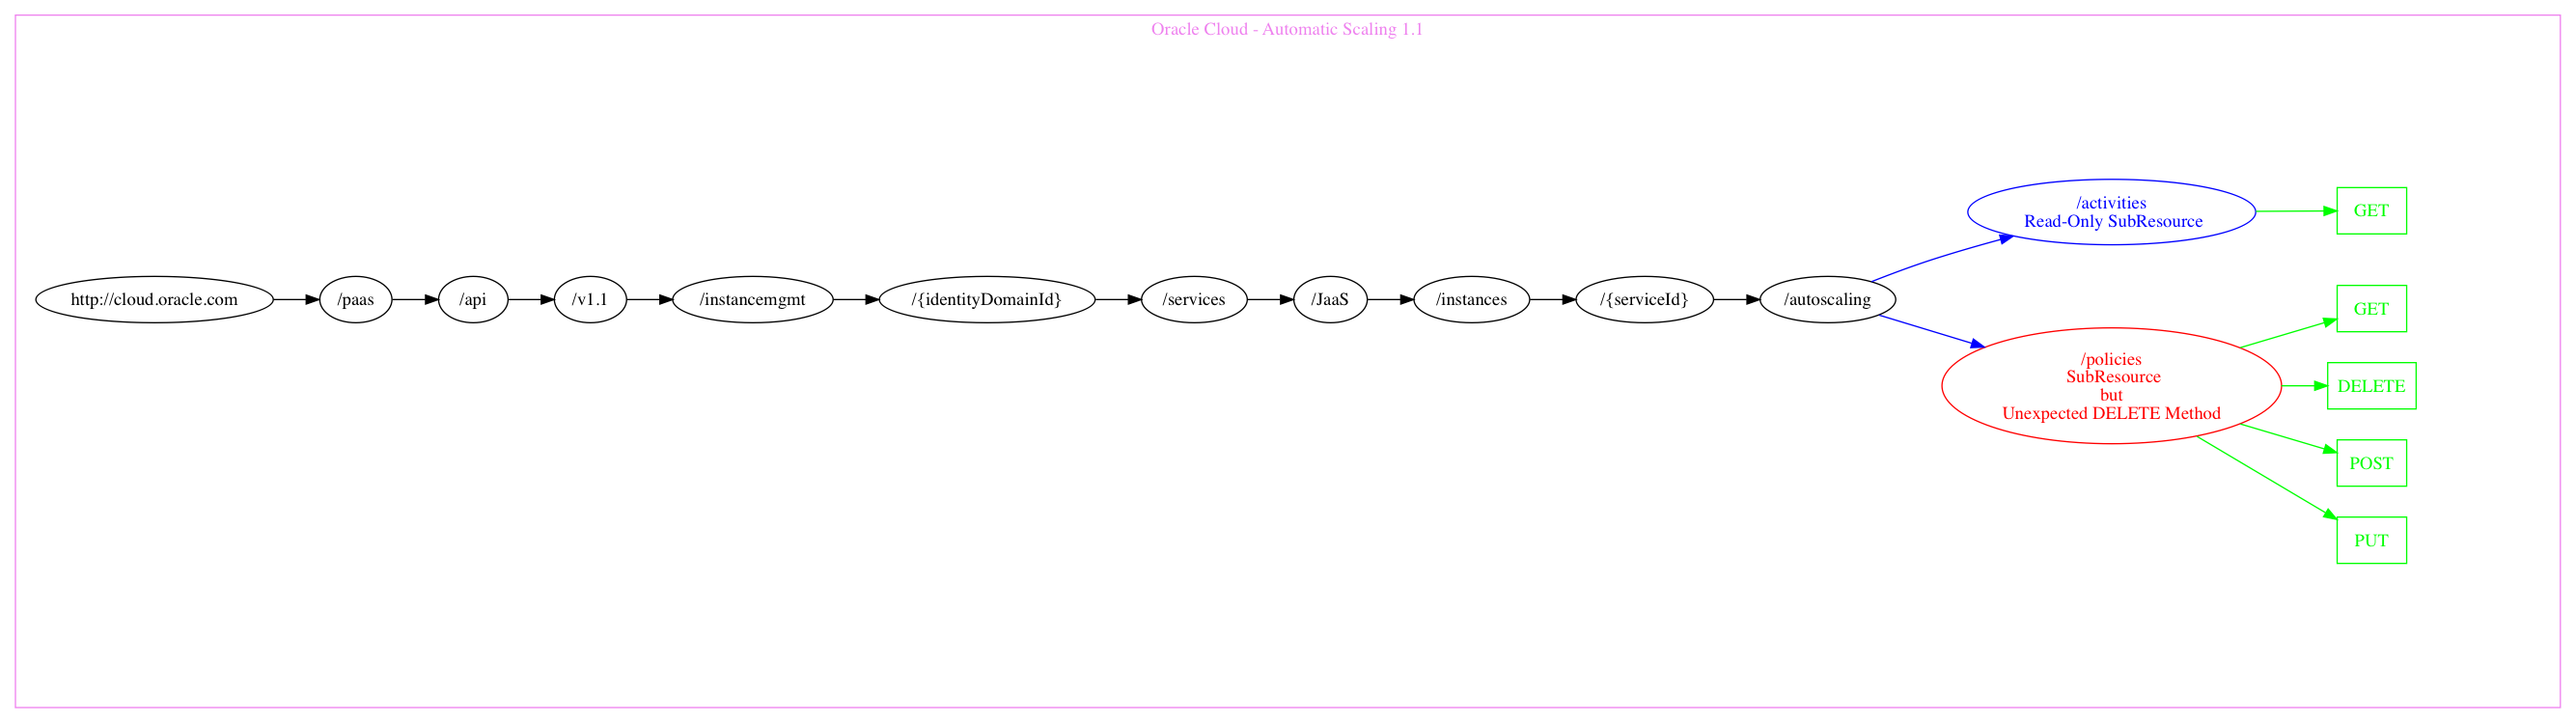 Oracle Cloud - Automatic Scaling 1.1
http://cloud.oracle.com
/paas
/api
/v1.1
/instancemgmt
/{identityDomainId}
/services
/JaaS
/instances
/{serviceId}
/autoscaling
/activities
Read-Only SubResource
GET
/policies
SubResource
but
Unexpected DELETE Method
GET
DELETE
POST
PUT